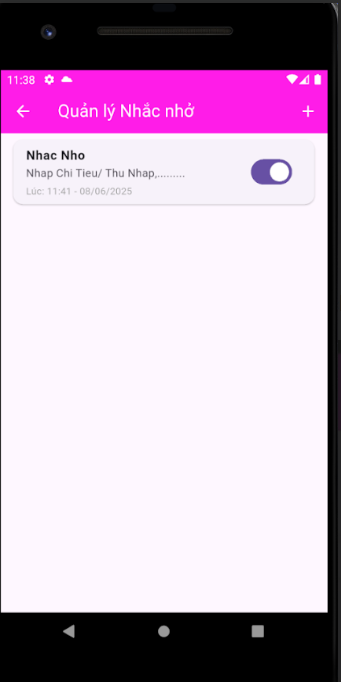 11:38
Quản lý Nhắc nhở
Nhac Nho
Nhap Chi Tieu/ Thu Nhap,.........
Lúc: 11:41 - 08/06/2025